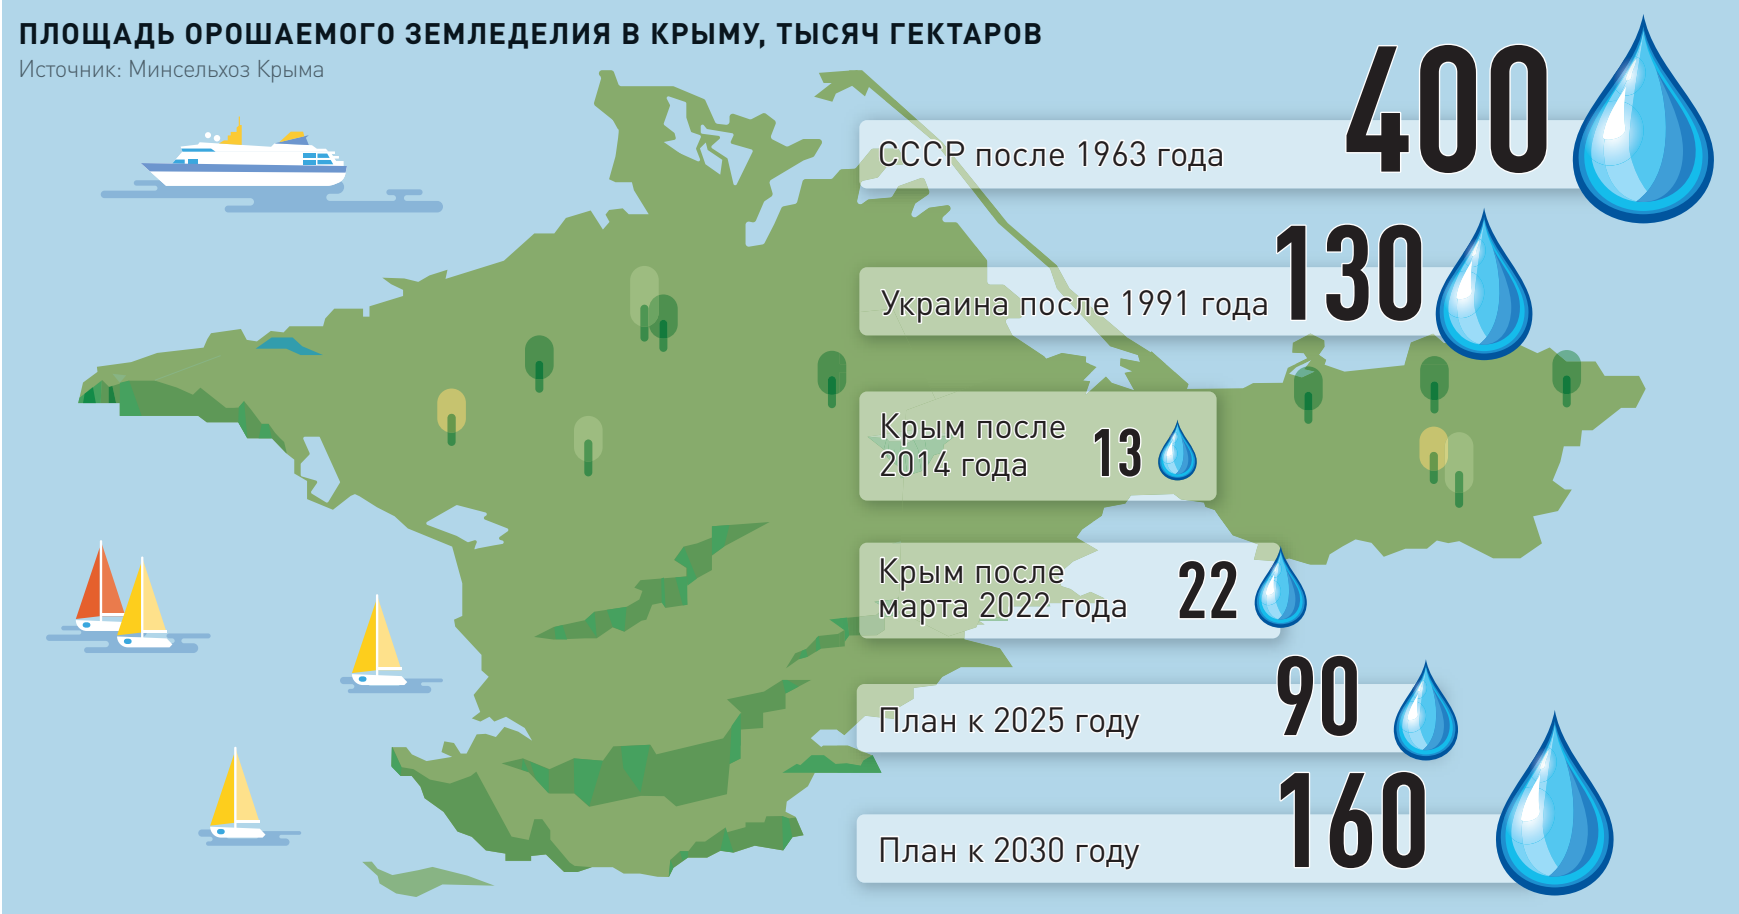 ПЛОЩАДЬ ОРОШАЕМОГО ЗЕМЛЕДЕЛИЯ В КРЫМУ, ТЫСЯЧ ГЕКТАРОВ
Источник: Минсельхоз Крыма
СССР после 1963 года 400
Украина после 1991 года 130
Крым после
2014 года 13
Крым после
марта 2022 года 22
План к 2025 году 90
План к 2030 году 160